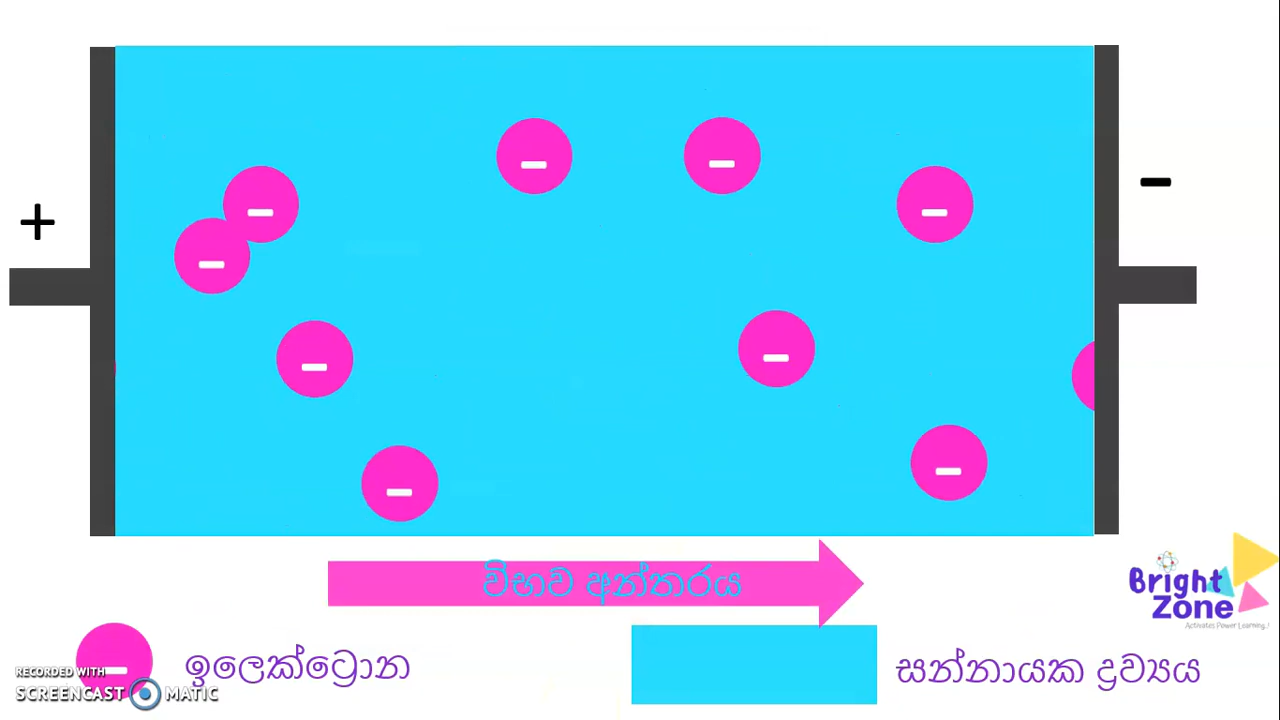 +
-
විභව අන්තරය
Bright
Zone
Activates Power Learning.!
ඉලෙක්ට්‍රොන
සන්නායක ද්‍රව්‍යය
RECORDED WITH
SCREENCAST MATIC